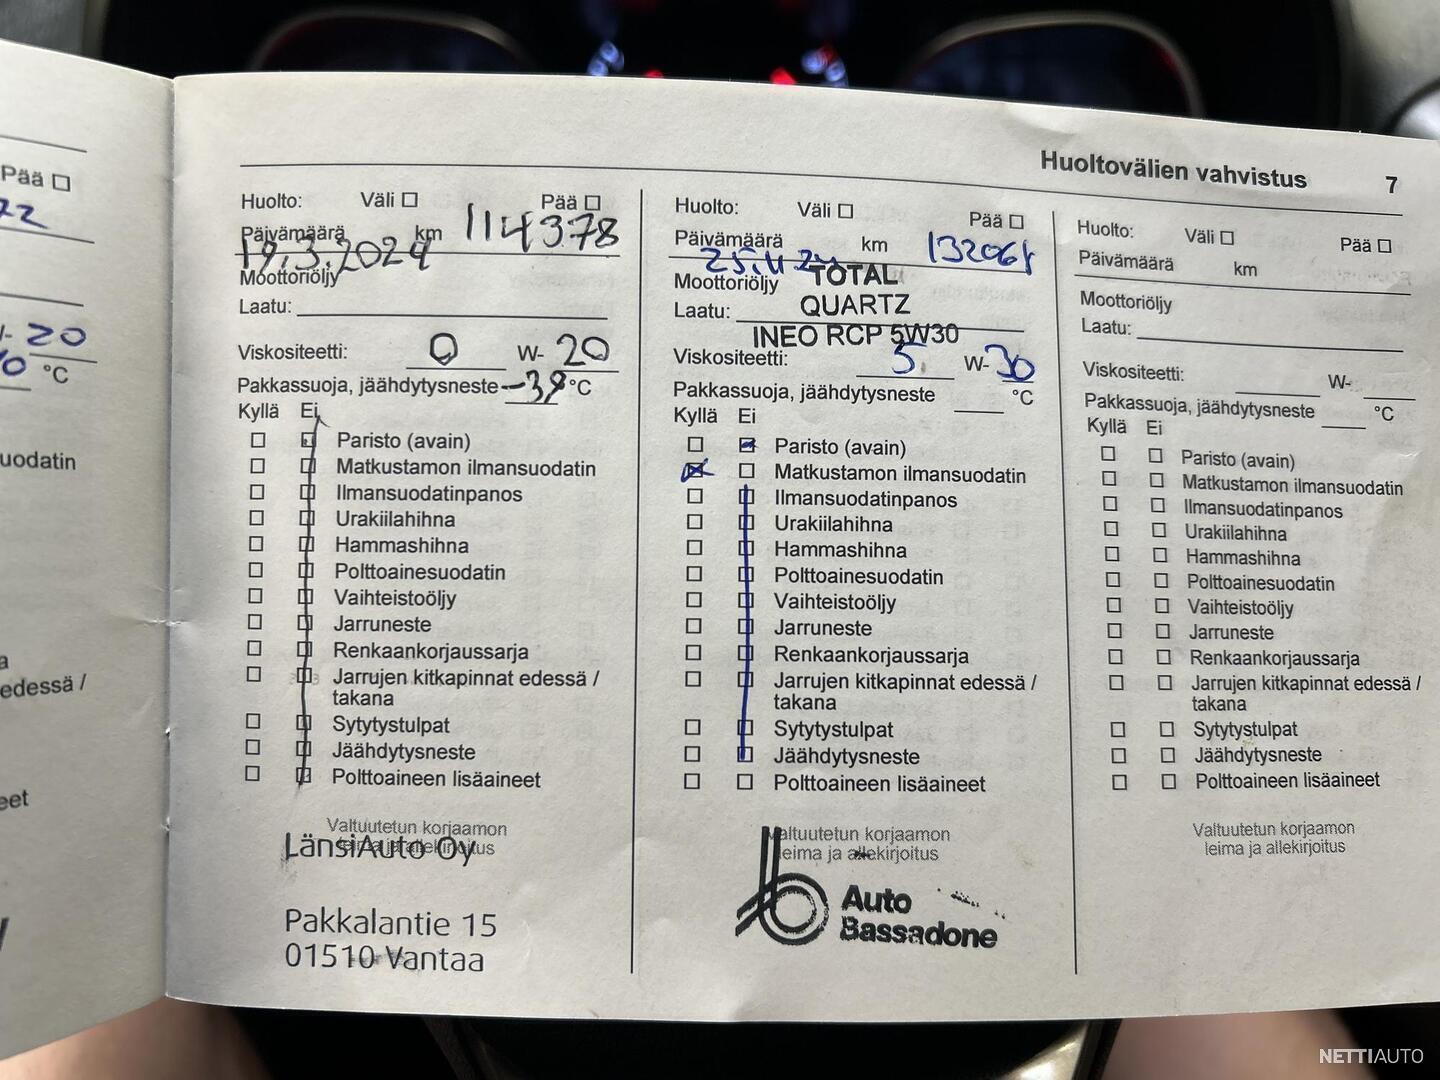 Pää ☐
22
W- 20
°C
uodatin
a
edessä /
eet
Huoltovälien vahvistus 7
Huolto: Väli ☐ Pää ☐
Päivämäärä km 114378
19.3.2024
Moottoriöljy
Laatu:
Viskositeetti: 0 W- 20
Pakkassuoja, jäähdytysneste -39 °C
Kyllä Ei
Paristo (avain)
Matkustamon ilmansuodatin
Ilmansuodatinpanos
Urakiilahihna
Hammashihna
Polttoainesuodatin
Vaihteistoöljy
Jarruneste
Renkaankorjaussarja
Jarrujen kitkapinnat edessä /
takana
Sytytystulpat
Jäähdytysneste
Polttoaineen lisäaineet
Valtuutetun korjaamon
leima ja allekirjoitus
LänsiAuto Oy
Pakkalantie 15
01510 Vantaa
Huolto: Väli ☐ Pää ☐
Päivämäärä km
25.11.24
Moottoriöljy TOTAL
Laatu: QUARTZ
INEO RCP 5W30
Viskositeetti: 5. W- 30
Pakkassuoja, jäähdytysneste °C
Kyllä Ei
Paristo (avain)
Matkustamon ilmansuodatin
Ilmansuodatinpanos
Urakiilahihna
Hammashihna
Polttoainesuodatin
Vaihteistoöljy
Jarruneste
Renkaankorjaussarja
Jarrujen kitkapinnat edessä /
takana
Sytytystulpat
Jäähdytysneste
Polttoaineen lisäaineet
Valtuutetun korjaamon
leima ja allekirjoitus
Auto
Bassadone
Huolto: Väli ☐ Pää ☐
Päivämäärä km
Moottoriöljy
Laatu:
Viskositeetti: W-
Pakkassuoja, jäähdytysneste °C
Kyllä Ei
Paristo (avain)
Matkustamon ilmansuodatin
Ilmansuodatinpanos
Urakiilahihna
Hammashihna
Polttoainesuodatin
Vaihteistoöljy
Jarruneste
Renkaankorjaussarja
Jarrujen kitkapinnat edessä /
takana
Sytytystulpat
Jäähdytysneste
Polttoaineen lisäaineet
Valtuutetun korjaamon
leima ja allekirjoitus
NETTIAUTO